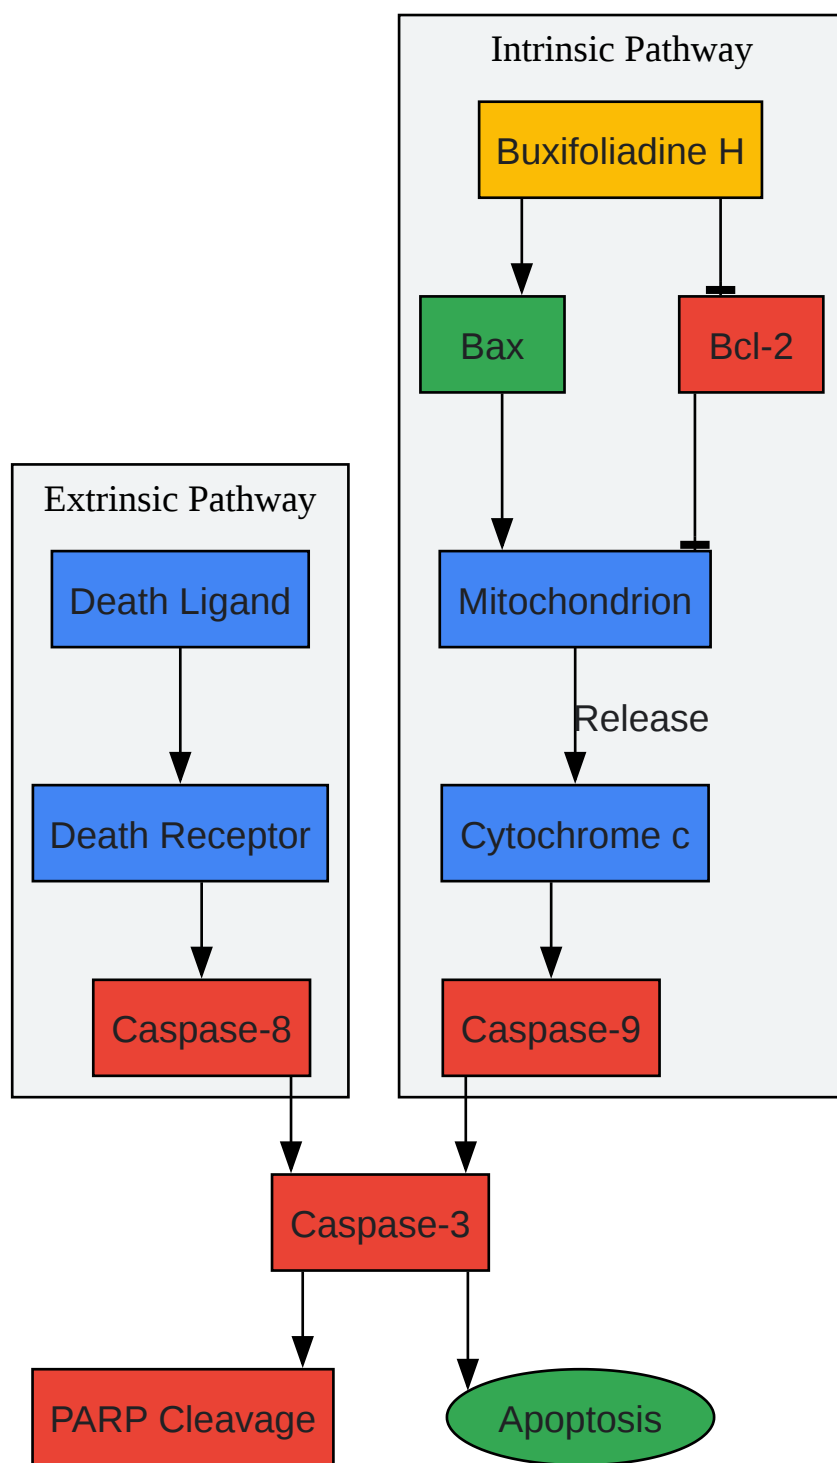 Intrinsic Pathway
Buxifoliadine H
Bax
Bcl-2
Extrinsic Pathway
Death Ligand
Mitochondrion
Release
Death Receptor
Cytochrome c
Caspase-8
Caspase-9
Caspase-3
PARP Cleavage
Apoptosis